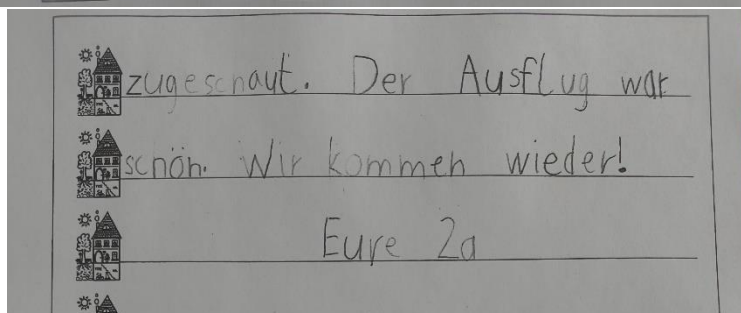 zugeschaut. Der Ausflug war
schön. Wir kommen wieder!
Eure 2a